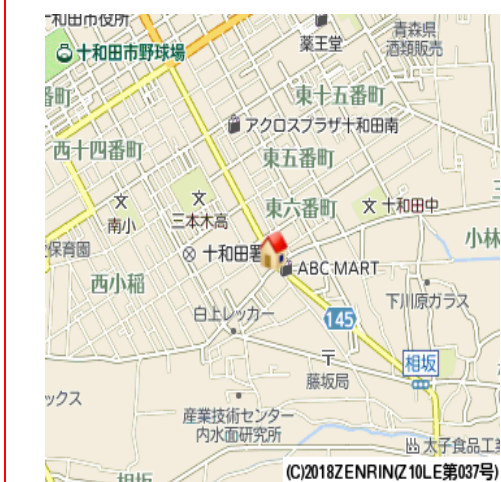 十和田市役所
薬王堂
青森県
酒類販売
十和田市野球場
番町
東十五番町
アクロスプラザ十和田南
西十四番町
東五番町
南小
三本木高
東六番町
十和田中
小林
保育園
十和田署
ABC MART
西小稲
下川原ガラス
白上レッカー
145
相坂
藤坂局
ックス
産業技術センター
内水面研究所
太子食品工業
相坂
(C)2018ZENRIN(Z10LE第037号)